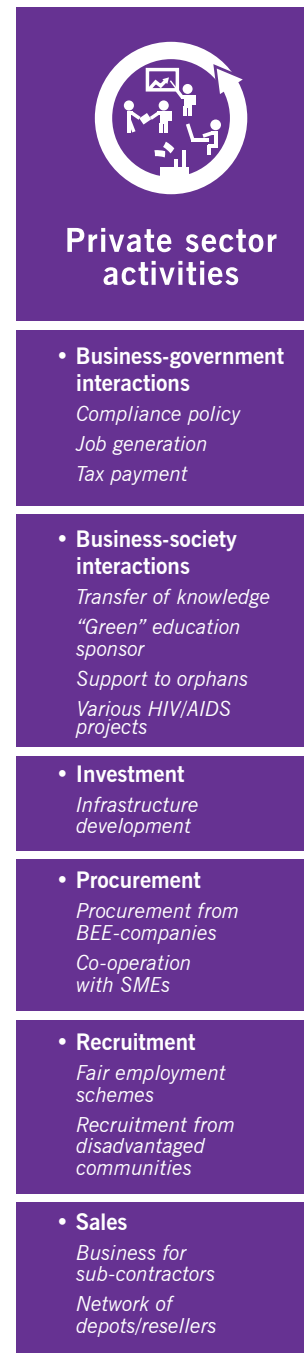 Private sector
activities
• Business-government
interactions
Compliance policy
Job generation
Tax payment
• Business-society
interactions
Transfer of knowledge
“Green” education
sponsor
Support to orphans
Various HIV/AIDS
projects
• Investment
Infrastructure
development
• Procurement
Procurement from
BEE-companies
Co-operation
with SMEs
• Recruitment
Fair employment
schemes
Recruitment from
disadvantaged
communities
• Sales
Business for
sub-contractors
Network of
depots/resellers